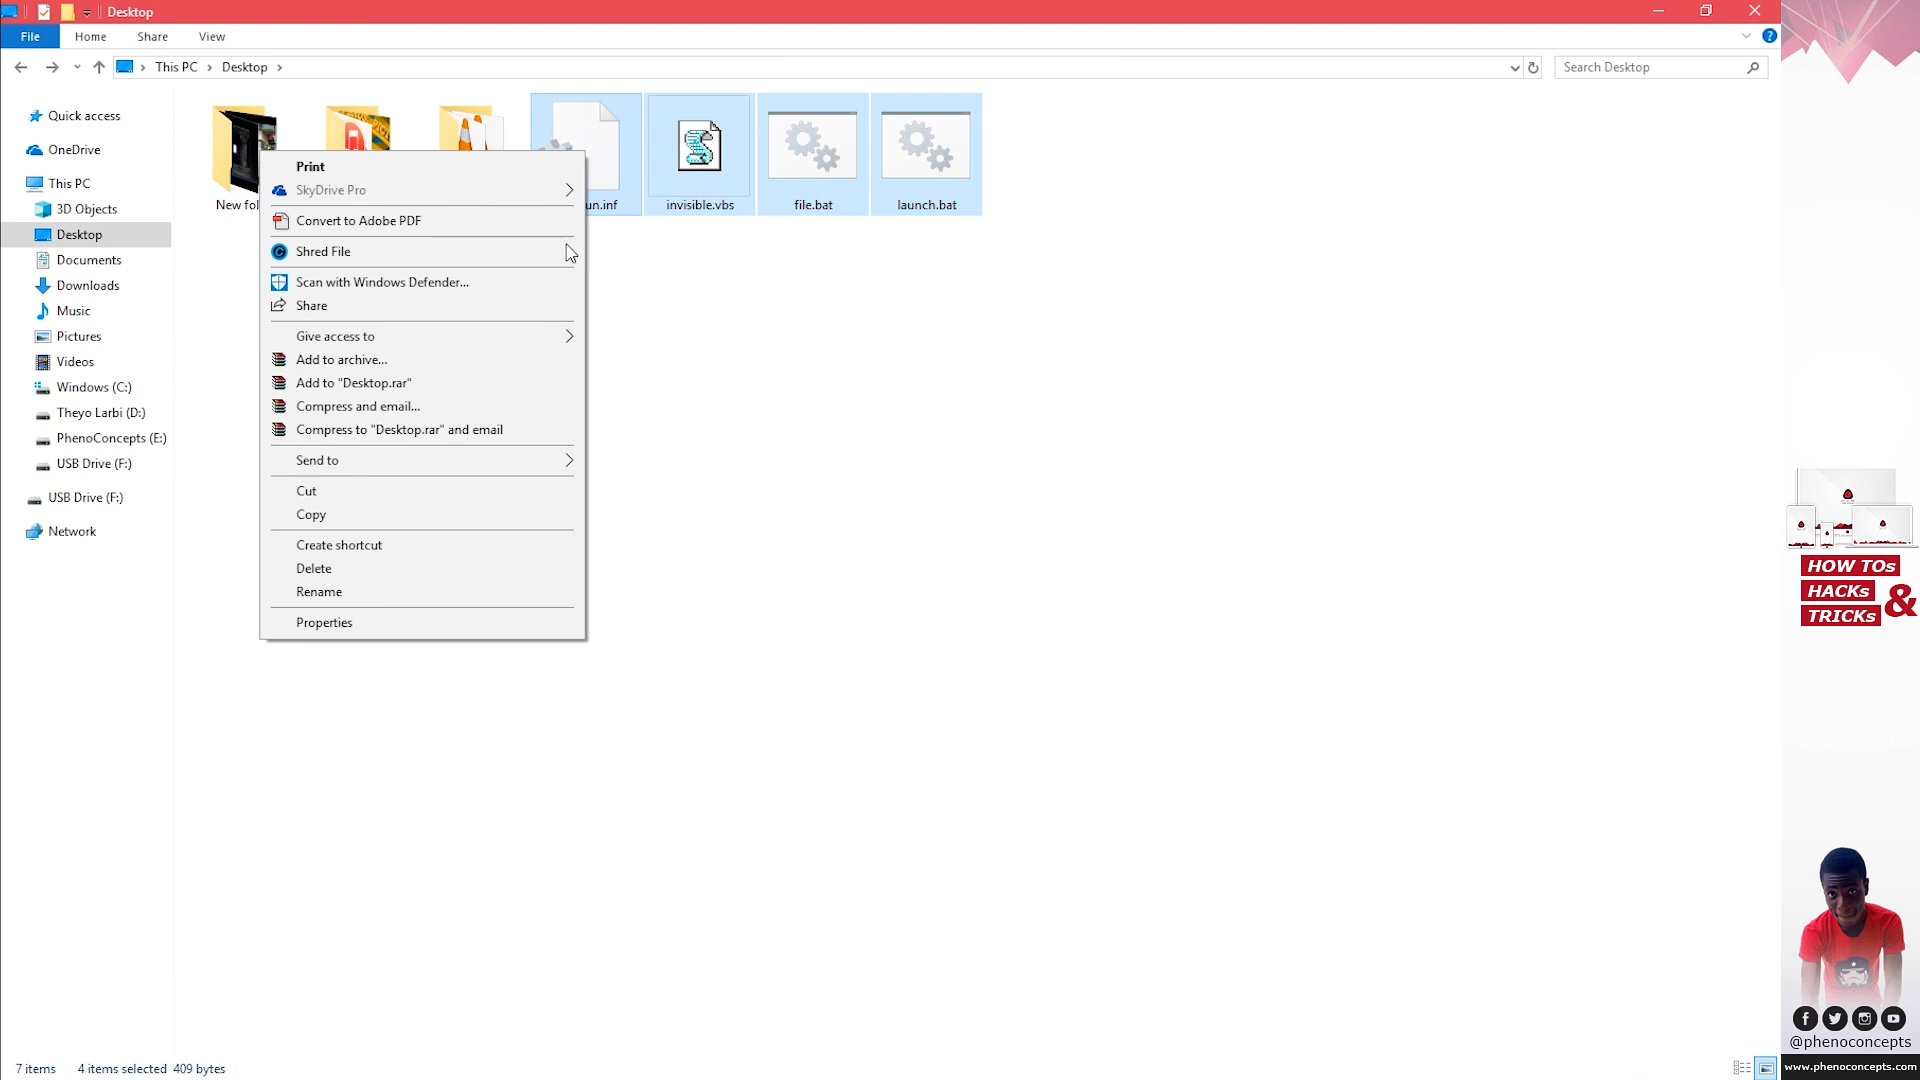 Desktop
File
Home
Share
View
This PC
Desktop
Search Desktop
Quick access
OneDrive
This PC
3D Objects
Desktop
Documents
Downloads
Music
Pictures
Videos
Windows (C:)
Theyo Larbi (D:)
PhenoConcepts (E:)
USB Drive (F:)
USB Drive (F:)
Network
New fol
un.inf
invisible.vbs
file.bat
launch.bat
Print
SkyDrive Pro
Convert to Adobe PDF
Shred File
Scan with Windows Defender...
Share
Give access to
Add to archive...
Add to "Desktop.rar"
Compress and email...
Compress to "Desktop.rar" and email
Send to
Cut
Copy
Create shortcut
Delete
Rename
Properties
HOW TOs
HACKs
&
TRICKs
@phenoconcepts
www.phenoconcepts.com
7 items
4 items selected
409 bytes